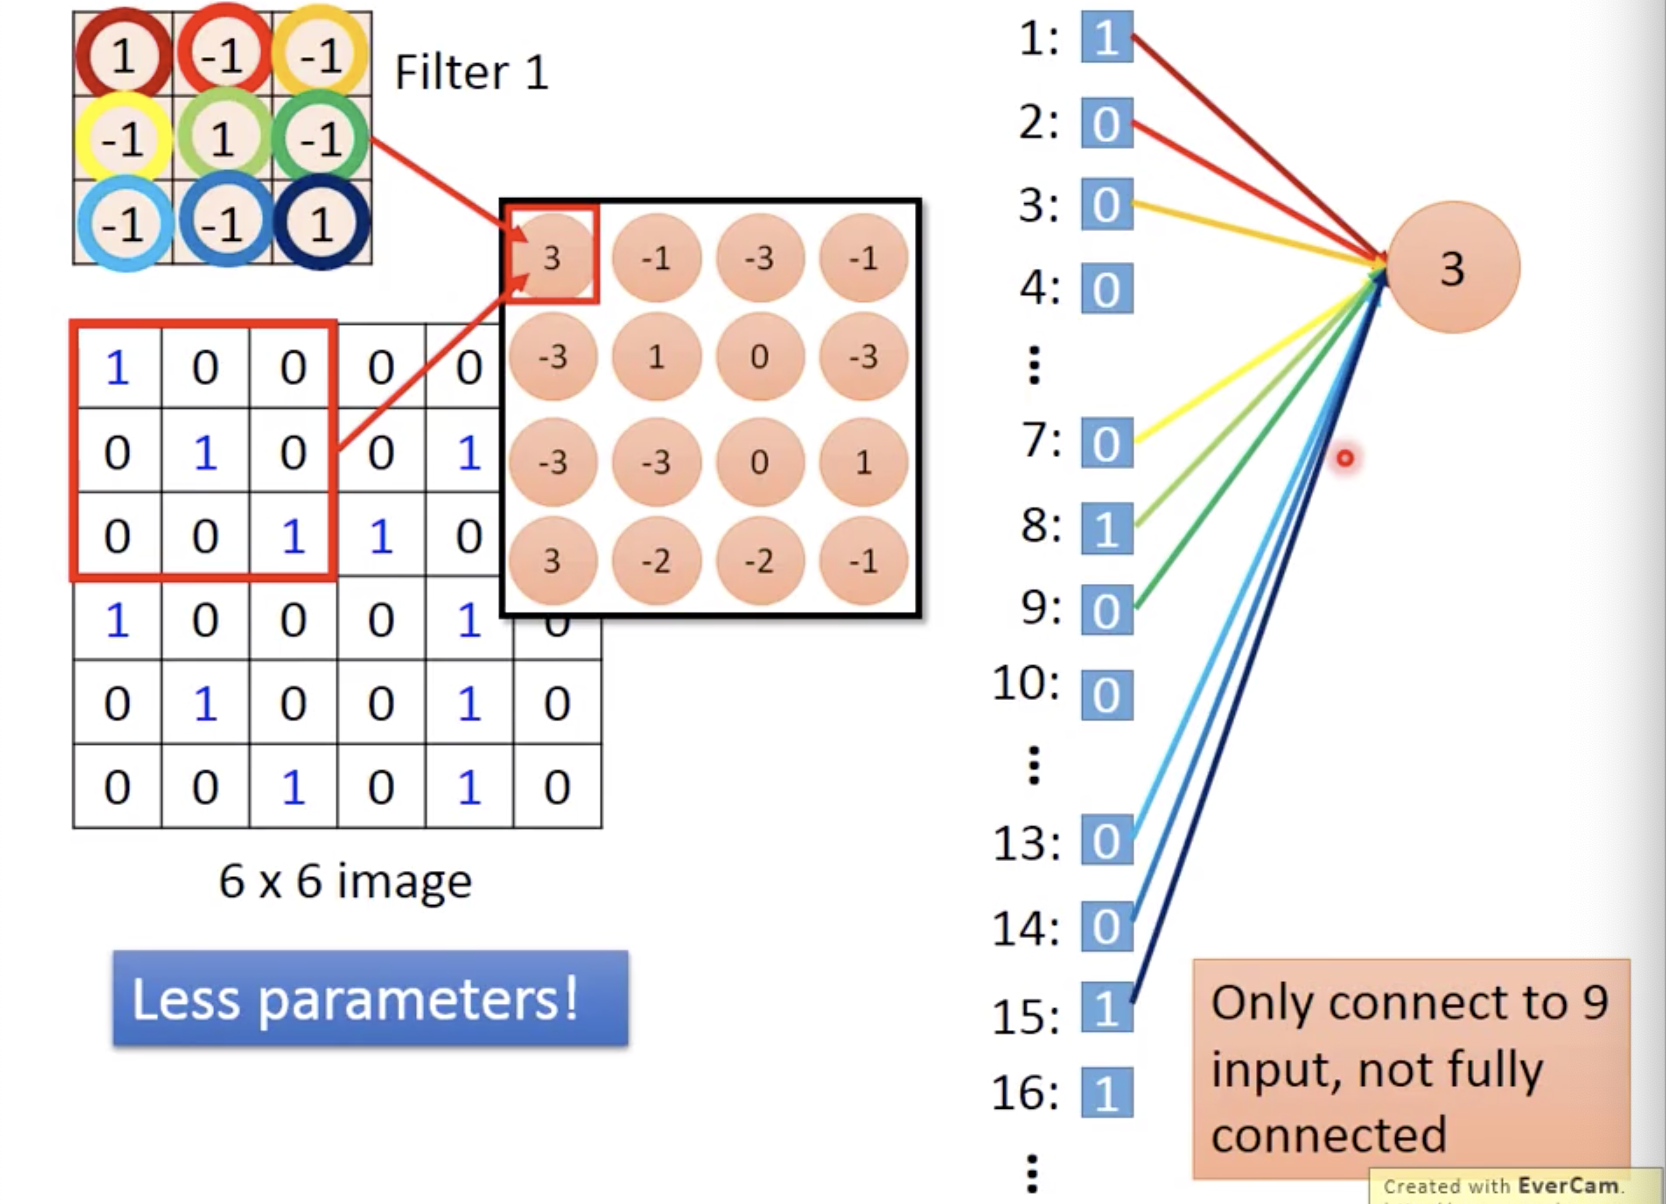 1 -1 -1
-1 1 -1
-1 -1 1
Filter 1
1 0 0 0 0
0 1 0 0 1
0 0 1 1 0
1 0 0 0 1 0
0 1 0 0 1 0
0 0 1 0 1 0
6 x 6 image
Less parameters!
3 -1 -3 -1
-3 1 0 -3
-3 -3 0 1
3 -2 -2 -1
1: 1
2: 0
3: 0
4: 0
⋮
7: 0
8: 1
9: 0
10: 0
⋮
13: 0
14: 0
15: 1
16: 1
⋮
3
Only connect to 9
input, not fully
connected
Created with EverCam.